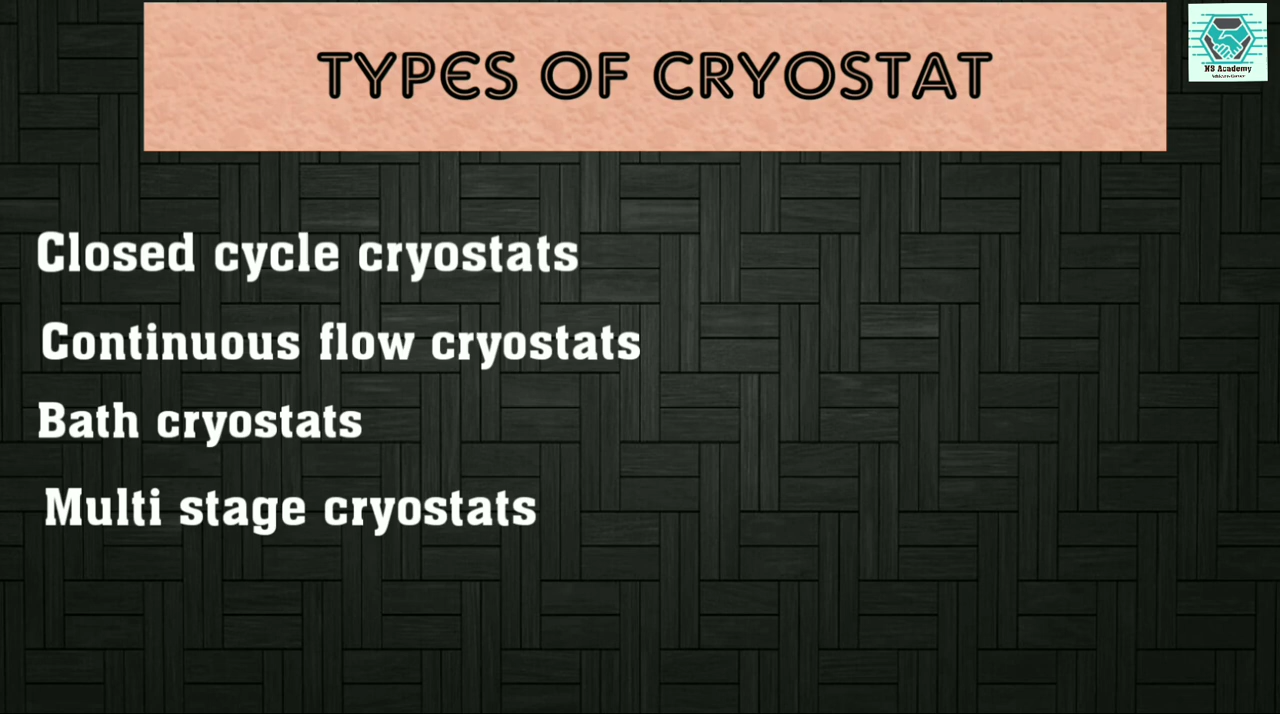 TYPES OF CRYOSTAT
NS Academy
Closed cycle cryostats
Continuous flow cryostats
Bath cryostats
Multi stage cryostats